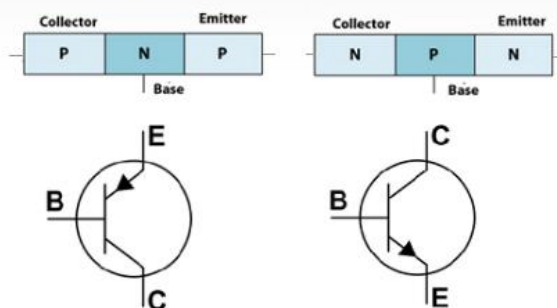 Collector Emitter
P N P
Base
Collector Emitter
N P N
Base
E
B
C
C
B
E